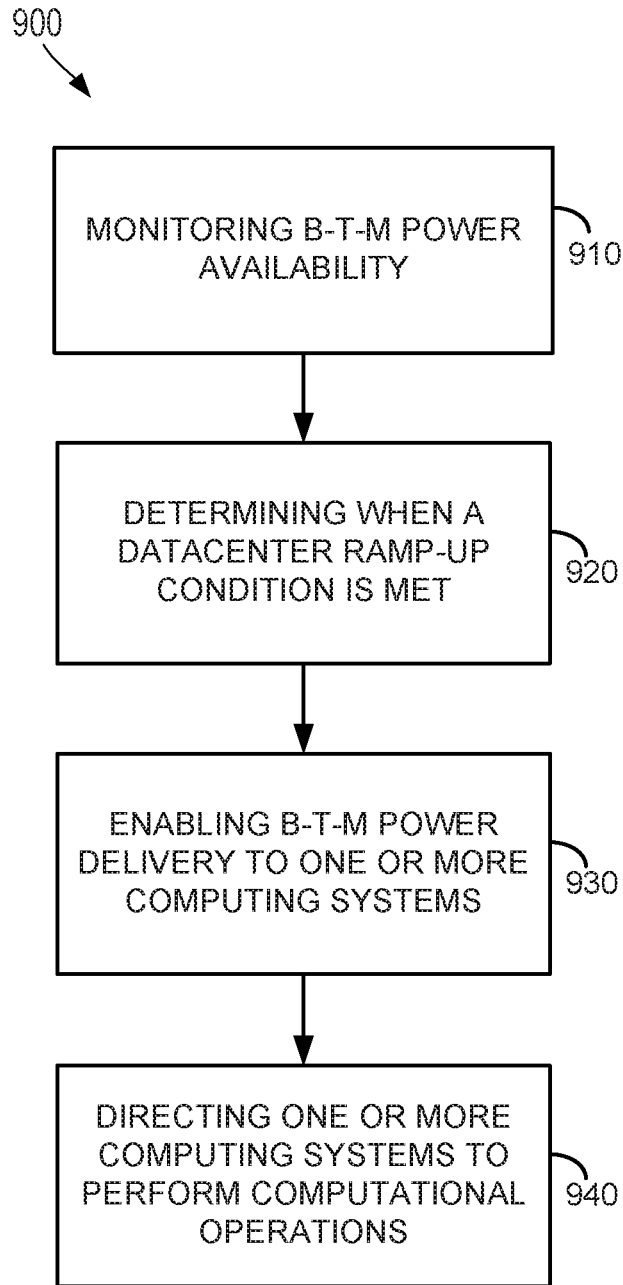 900
MONITORING B-T-M POWER
AVAILABILITY
910
DETERMINING WHEN A
DATACENTER RAMP-UP
CONDITION IS MET
920
ENABLING B-T-M POWER
DELIVERY TO ONE OR MORE
COMPUTING SYSTEMS
930
DIRECTING ONE OR MORE
COMPUTING SYSTEMS TO
PERFORM COMPUTATIONAL
OPERATIONS
940